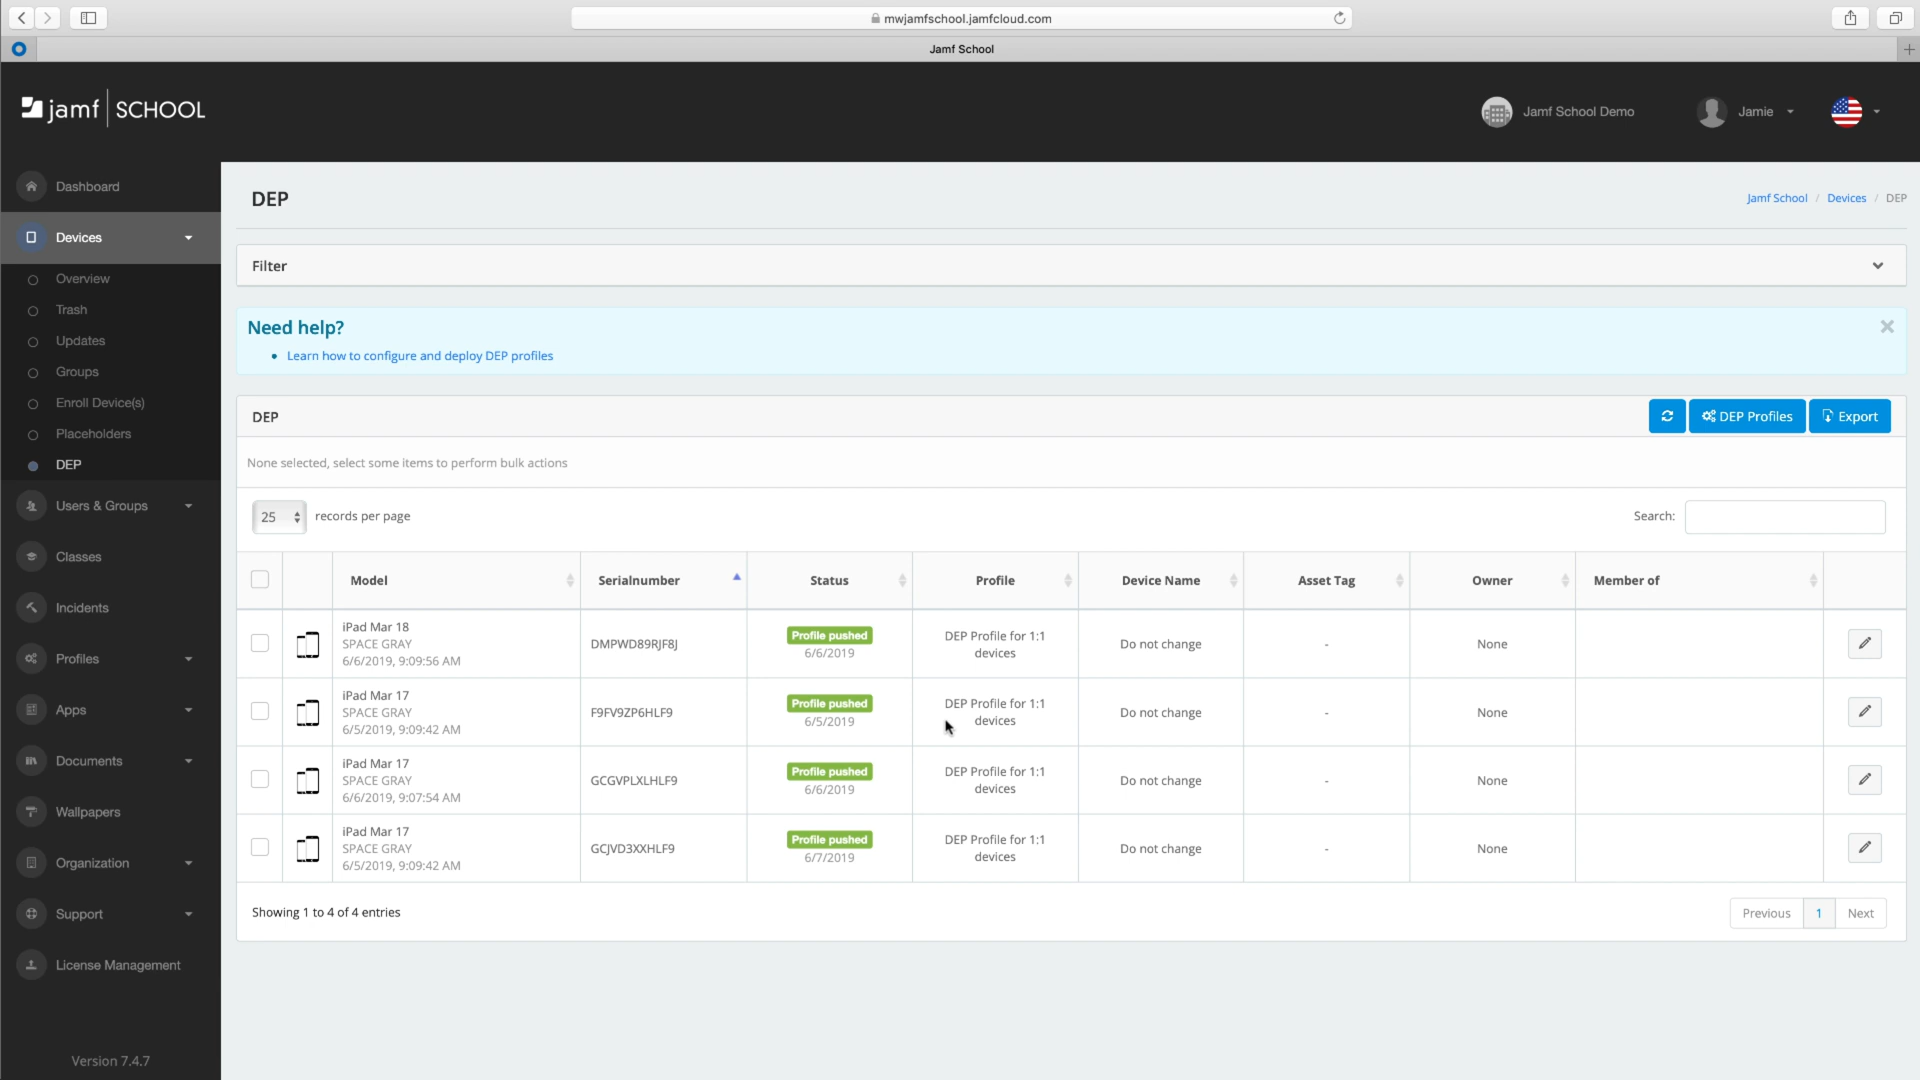 mwjamfschool.jamfcloud.com
Jamf School
jamf | SCHOOL
Jamf School Demo
Jamie
Dashboard
Devices
Overview
Trash
Updates
Groups
Enroll Device(s)
Placeholders
DEP
Users & Groups
Classes
Incidents
Profiles
Apps
Documents
Wallpapers
Organization
Support
License Management
Version 7.4.7
DEP
Jamf School / Devices / DEP
Filter
Need help?
• Learn how to configure and deploy DEP profiles
DEP
DEP Profiles
Export
None selected, select some items to perform bulk actions
25 records per page
Search:
Model Serialnumber Status Profile Device Name Asset Tag Owner Member of
iPad Mar 18
SPACE GRAY
6/6/2019, 9:09:56 AM
DMPWD89RJF8J
Profile pushed
6/6/2019
DEP Profile for 1:1
devices
Do not change
-
None
iPad Mar 17
SPACE GRAY
6/5/2019, 9:09:42 AM
F9FV9ZP6HLF9
Profile pushed
6/5/2019
DEP Profile for 1:1
devices
Do not change
-
None
iPad Mar 17
SPACE GRAY
6/6/2019, 9:07:54 AM
GCGVPLXLHLF9
Profile pushed
6/6/2019
DEP Profile for 1:1
devices
Do not change
-
None
iPad Mar 17
SPACE GRAY
6/5/2019, 9:09:42 AM
GCJVD3XXHLF9
Profile pushed
6/7/2019
DEP Profile for 1:1
devices
Do not change
-
None
Showing 1 to 4 of 4 entries
Previous 1 Next